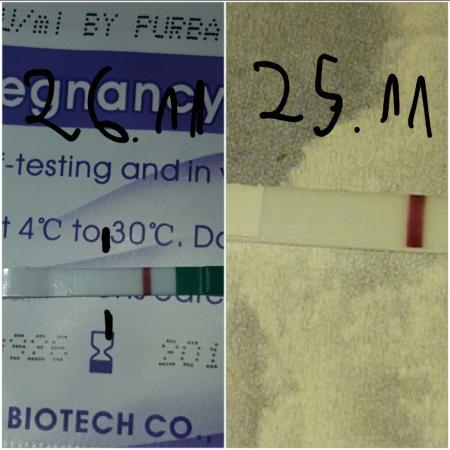 U/ml BY PURBA
egnancy
26.11
f-testing and in v
t 4°C to 30°C. Do
BIOTECH CO.,
25.11